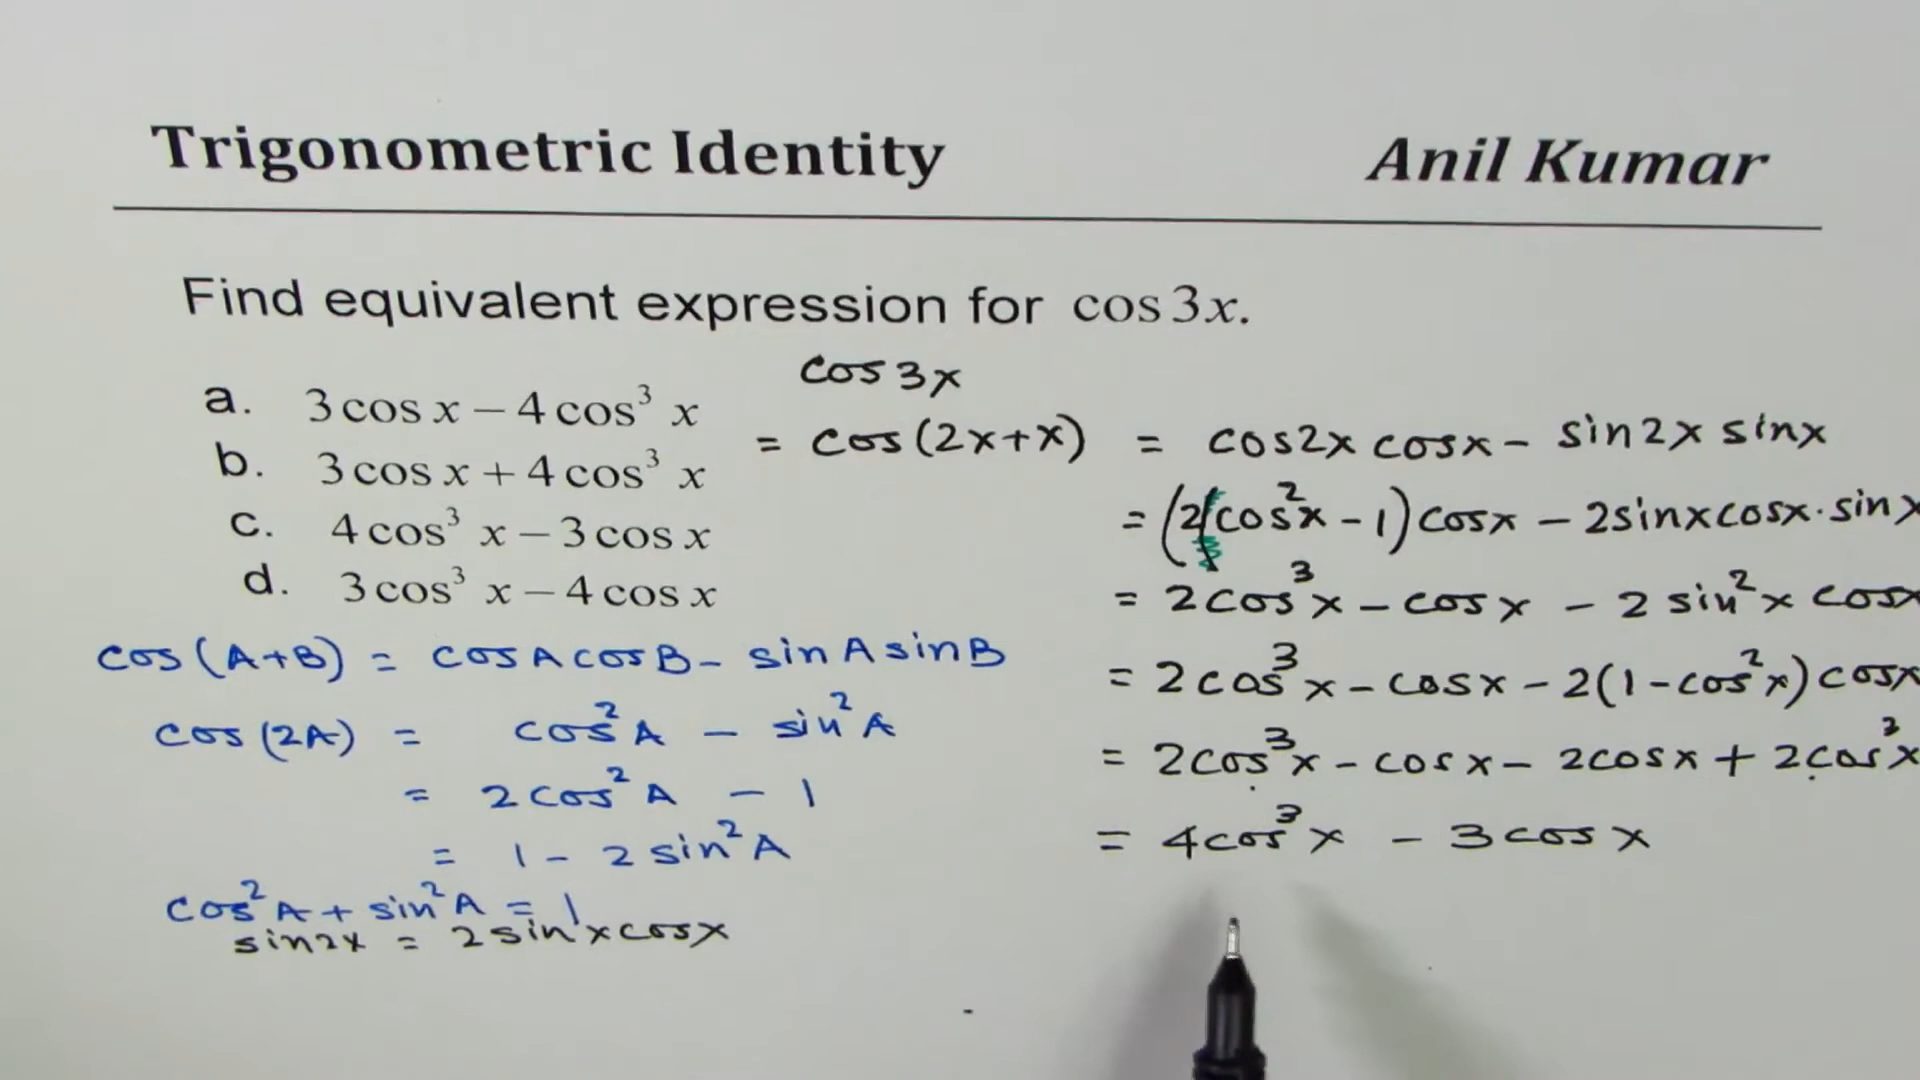 Trigonometric Identity Anil Kumar
Find equivalent expression for cos 3x.
a. 3 cos x − 4 cos³ x
b. 3 cos x + 4 cos³ x
c. 4 cos³ x − 3 cos x
d. 3 cos³ x − 4 cos x
cos 3x
= cos (2x+x) = cos2x cosx − sin2x sinx
= (2cos²x − 1) cosx − 2sinxcosx·sinx
= 2cos³x − cosx − 2 sin²x cosx
= 2cos³x − cosx − 2(1−cos²x) cosx
= 2cos³x − cosx − 2cosx + 2cos³x
= 4cos³x − 3cosx
cos (A+B) = cosAcosB − sinAsinB
cos (2A) = cos²A − sin²A
= 2cos²A − 1
= 1 − 2 sin²A
cos²A + sin²A = 1
sin2x = 2sinxcosx